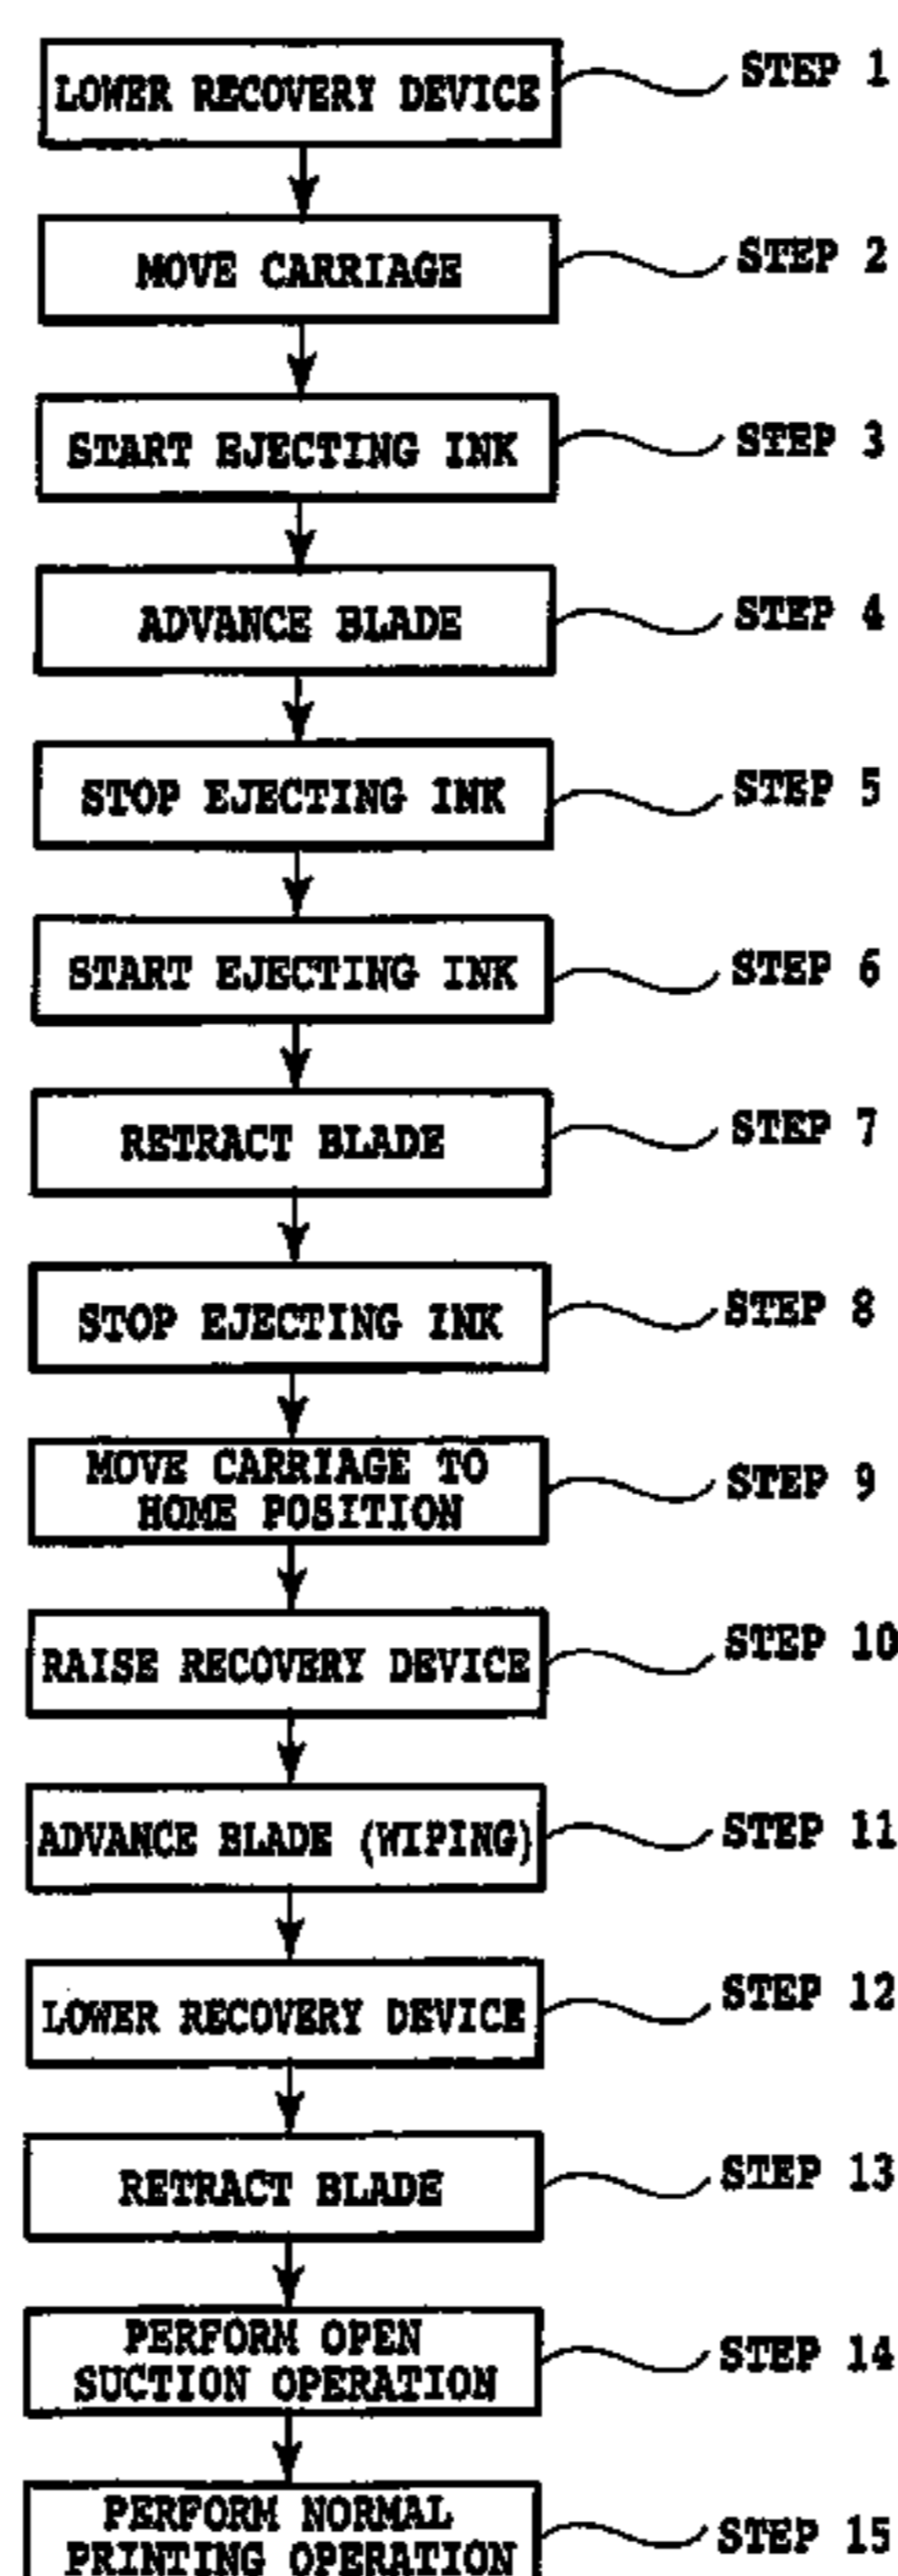 LOWER RECOVERY DEVICE STEP 1
MOVE CARRIAGE STEP 2
START EJECTING INK STEP 3
ADVANCE BLADE STEP 4
STOP EJECTING INK STEP 5
START EJECTING INK STEP 6
RETRACT BLADE STEP 7
STOP EJECTING INK STEP 8
MOVE CARRIAGE TO
HOME POSITION
STEP 9
RAISE RECOVERY DEVICE STEP 10
ADVANCE BLADE (WIPING) STEP 11
LOWER RECOVERY DEVICE STEP 12
RETRACT BLADE STEP 13
PERFORM OPEN
SUCTION OPERATION
STEP 14
PERFORM NORMAL
PRINTING OPERATION
STEP 15